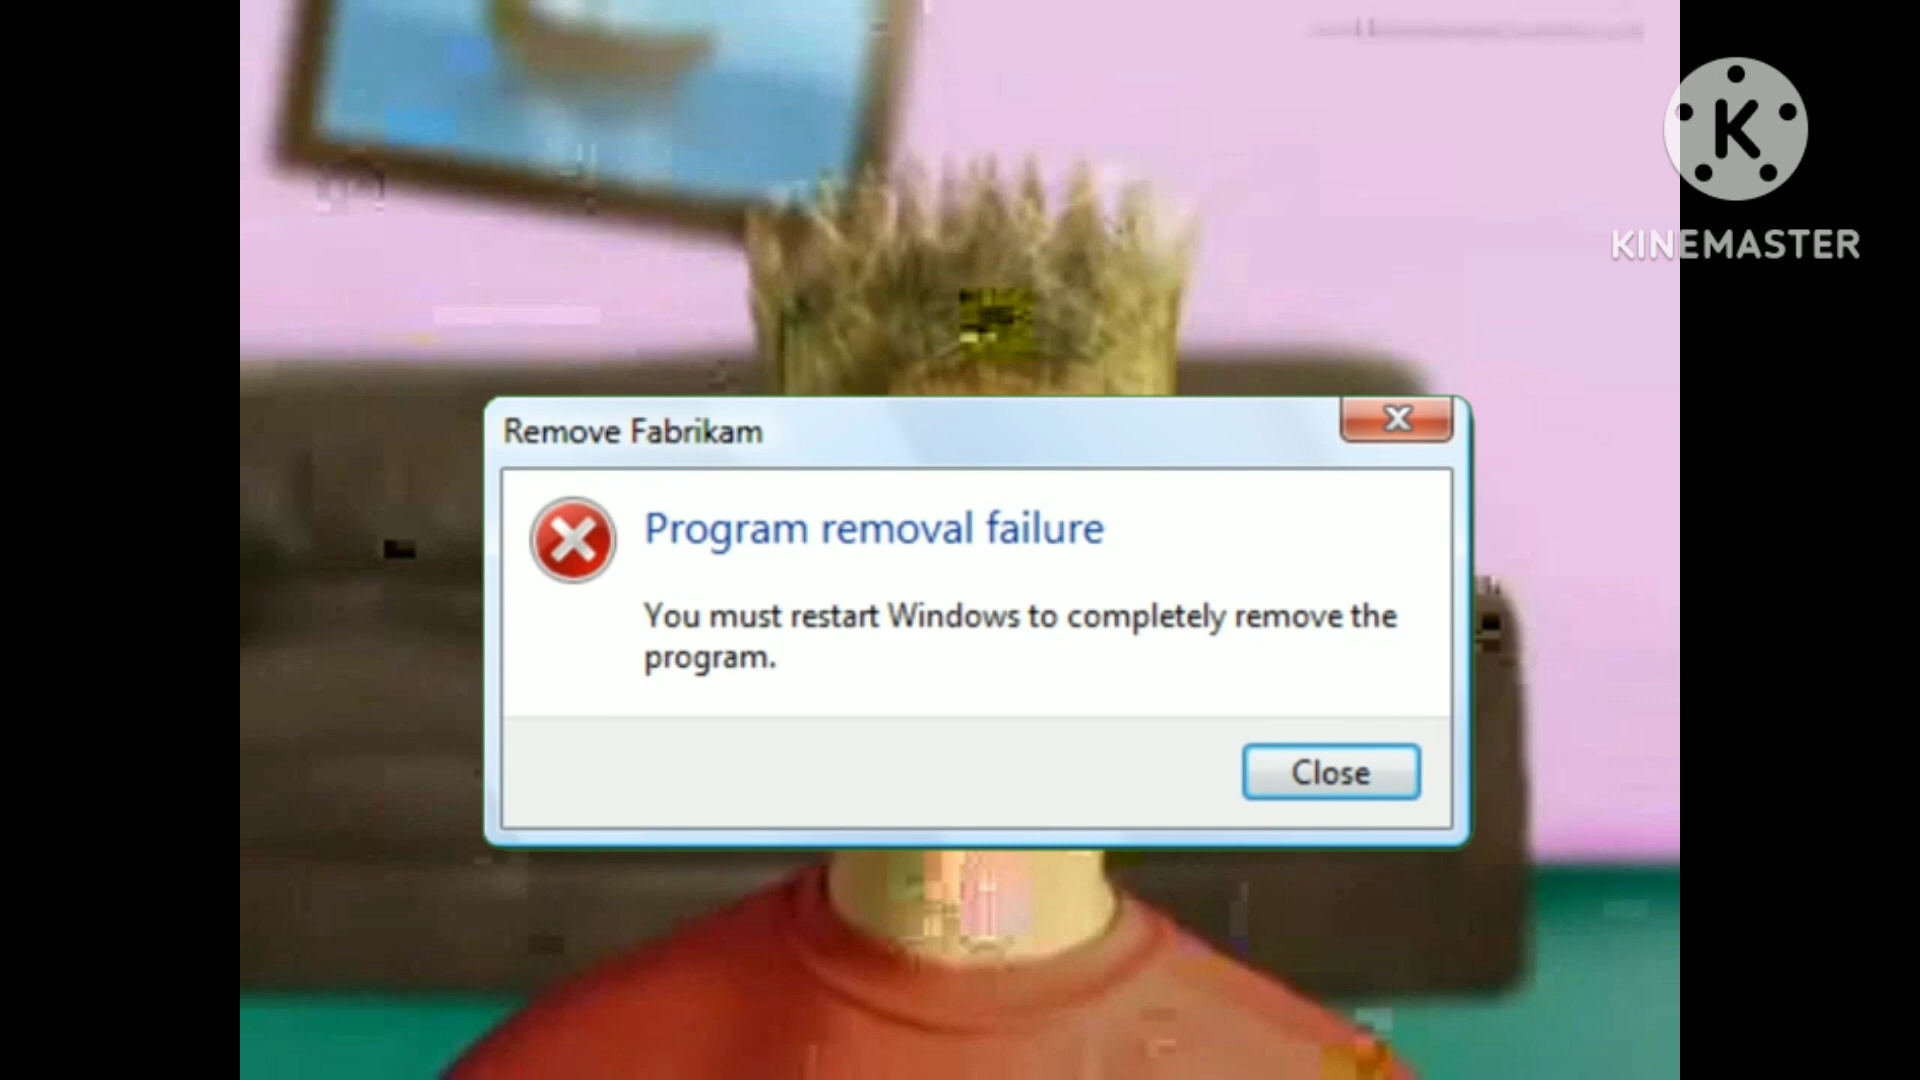 K
KINEMASTER
Remove Fabrikam
Program removal failure
You must restart Windows to completely remove the
program.
Close